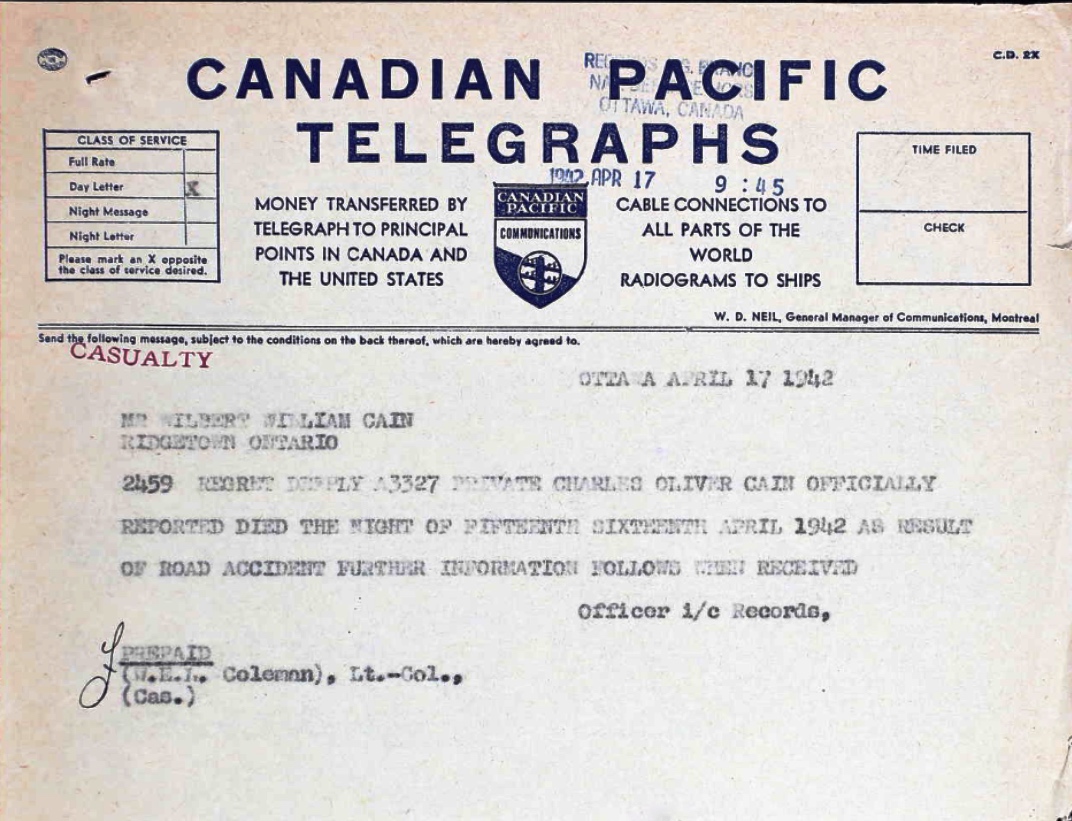 C.D. 2X
CANADIAN PACIFIC
TELEGRAPHS
OTTAWA, CANADA
1942 APR 17 9:45
CLASS OF SERVICE
Full Rate
Day Letter X
Night Message
Night Letter
Please mark an X opposite
the class of service desired.
MONEY TRANSFERRED BY
TELEGRAPH TO PRINCIPAL
POINTS IN CANADA AND
THE UNITED STATES
CANADIAN
PACIFIC
COMMUNICATIONS
CABLE CONNECTIONS TO
ALL PARTS OF THE
WORLD
RADIOGRAMS TO SHIPS
TIME FILED
CHECK
W. D. NEIL, General Manager of Communications, Montreal
Send the following message, subject to the conditions on the back thereof, which are hereby agreed to.
CASUALTY
OTTAWA APRIL 17 1942
MR WILBERT WILLIAM CAIN
RIDGETOWN ONTARIO
2459 REGRET DEEPLY A3327 PRIVATE CHARLES OLIVER CAIN OFFICIALLY
REPORTED DIED THE NIGHT OF FIFTEENTH SIXTEENTH APRIL 1942 AS RESULT
OF ROAD ACCIDENT FURTHER INFORMATION FOLLOWS WHEN RECEIVED
Officer i/c Records,
PREPAID
(W.E.L. Coleman), Lt.-Col.,
(Cas.)